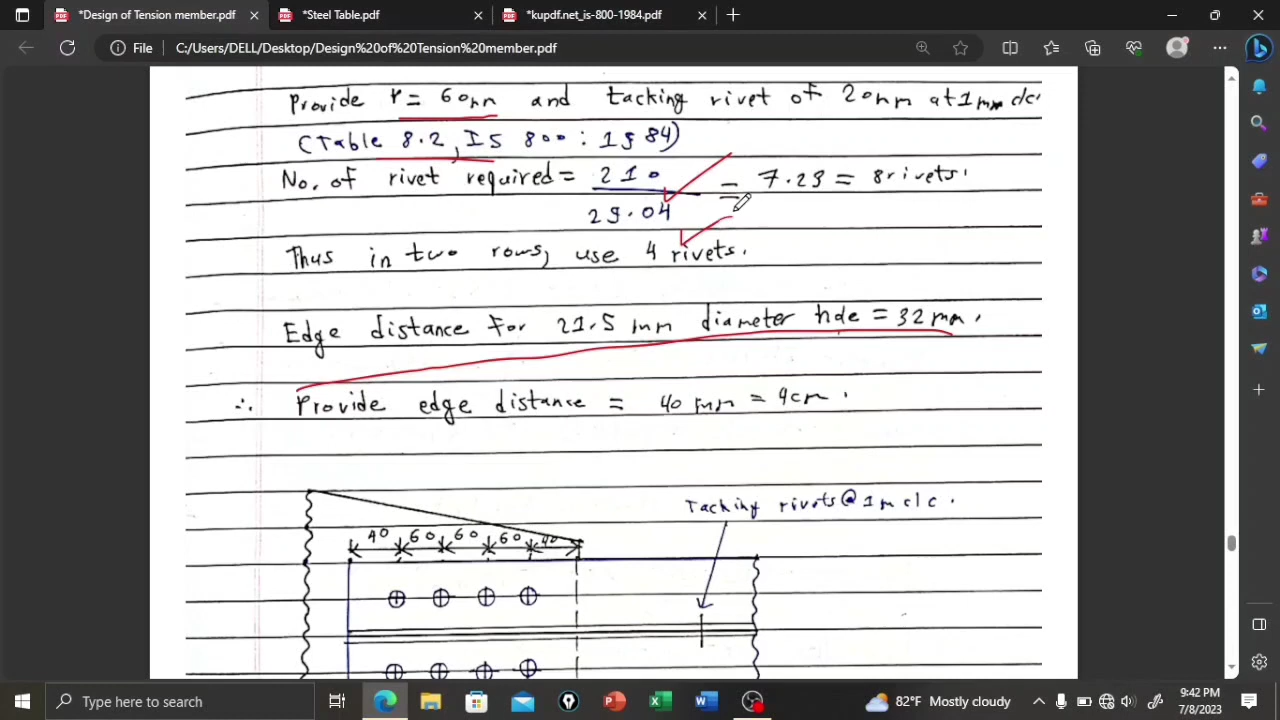 *Design of Tension member.pdf
*Steel Table.pdf
*kupdf.net_is-800-1984.pdf
File C:/Users/DELL/Desktop/Design%20of%20Tension%20member.pdf
Provide r = 60mm and tacking rivet of 20mm at 1m c/c.
(Table 8.2, IS 800 : 1984)
No. of rivet required = 210 / 29.04 = 7.23 = 8 rivets.
Thus in two rows, use 4 rivets.
Edge distance for 21.5 mm diameter hole = 32 mm.
∴ Provide edge distance = 40 mm = 4cm.
Tacking rivets @ 1m c/c.
40 60 60 60 40
Type here to search
82°F Mostly cloudy
9:42 PM
7/8/2023